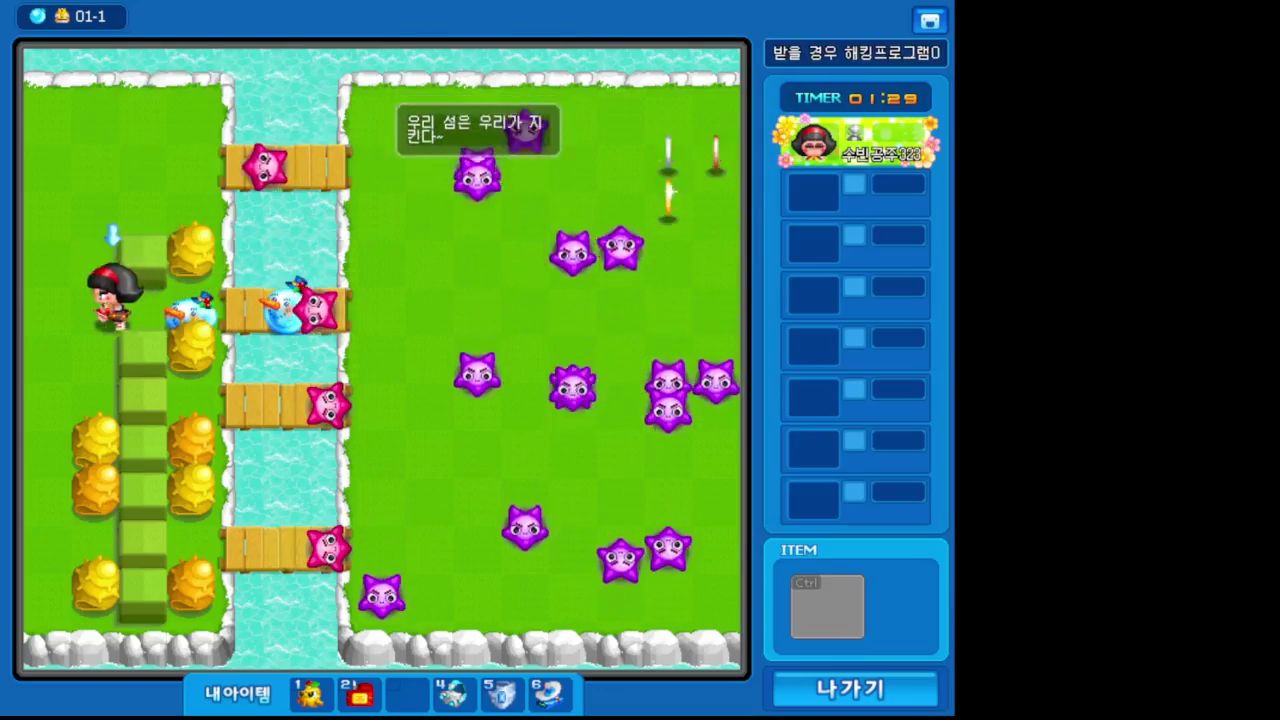 01-1
받을 경우 해킹프로그램0
TIMER 01:29
우리 섬은 우리가 지
킨다~
수빈공주023
ITEM
Ctrl
내 아이템
1
2
4
5
6
나가기